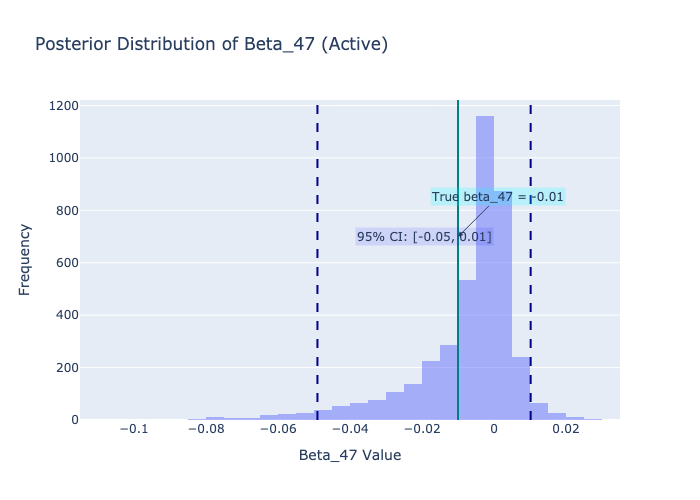 Posterior Distribution of Beta_47 (Active)
1200
1000
800
600
400
200
0
Frequency
True beta_47 = -0.01
95% CI: [-0.05, 0.01]
−0.1
−0.08
−0.06
−0.04
−0.02
0
0.02
Beta_47 Value